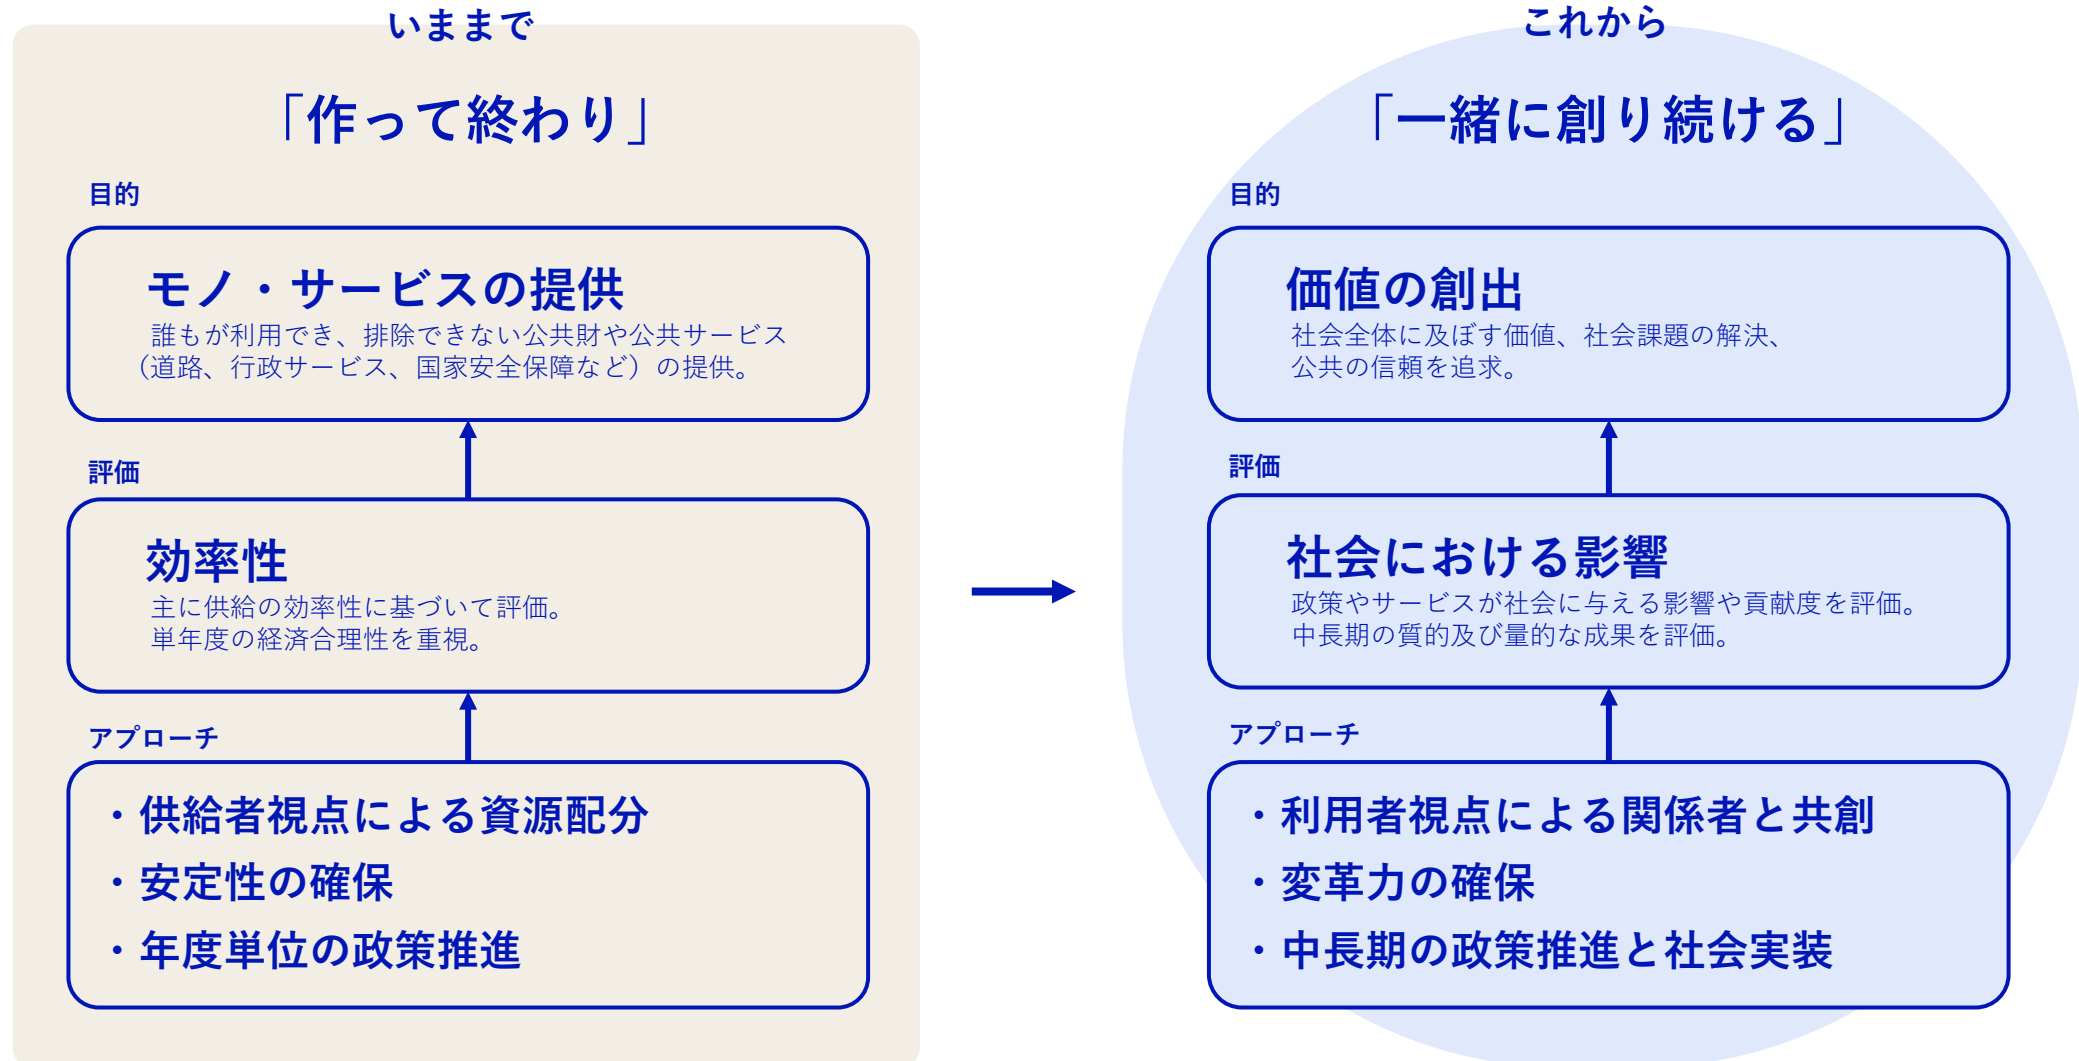 いままで
「作って終わり」
目的
モノ・サービスの提供
誰もが利用でき、排除できない公共財や公共サービス
（道路、行政サービス、国家安全保障など）の提供。
評価
効率性
主に供給の効率性に基づいて評価。
単年度の経済合理性を重視。
アプローチ
・供給者視点による資源配分
・安定性の確保
・年度単位の政策推進
これから
「一緒に創り続ける」
目的
価値の創出
社会全体に及ぼす価値、社会課題の解決、
公共の信頼を追求。
評価
社会における影響
政策やサービスが社会に与える影響や貢献度を評価。
中長期の質的及び量的な成果を評価。
アプローチ
・利用者視点による関係者と共創
・変革力の確保
・中長期の政策推進と社会実装